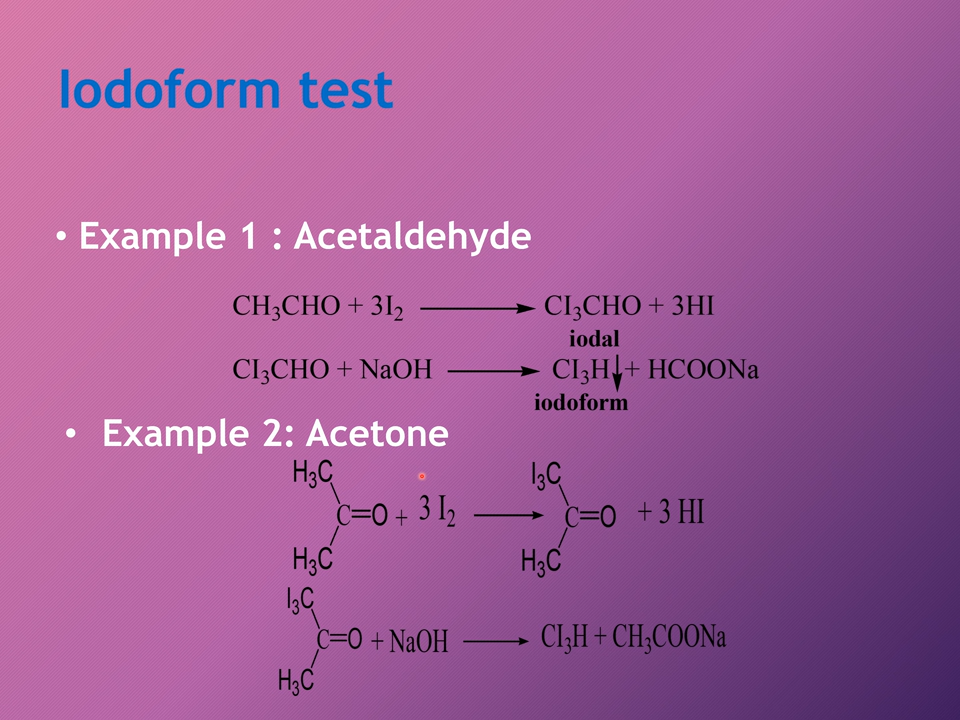 Iodoform test
• Example 1 : Acetaldehyde
CH₃CHO + 3I₂ ⟶ CI₃CHO + 3HI
iodal
CI₃CHO + NaOH ⟶ CI₃H↓ + HCOONa
iodoform
• Example 2: Acetone
H₃C I₃C
C=O + 3 I₂ ⟶ C=O + 3 HI
H₃C H₃C
I₃C
C=O + NaOH ⟶ CI₃H + CH₃COONa
H₃C